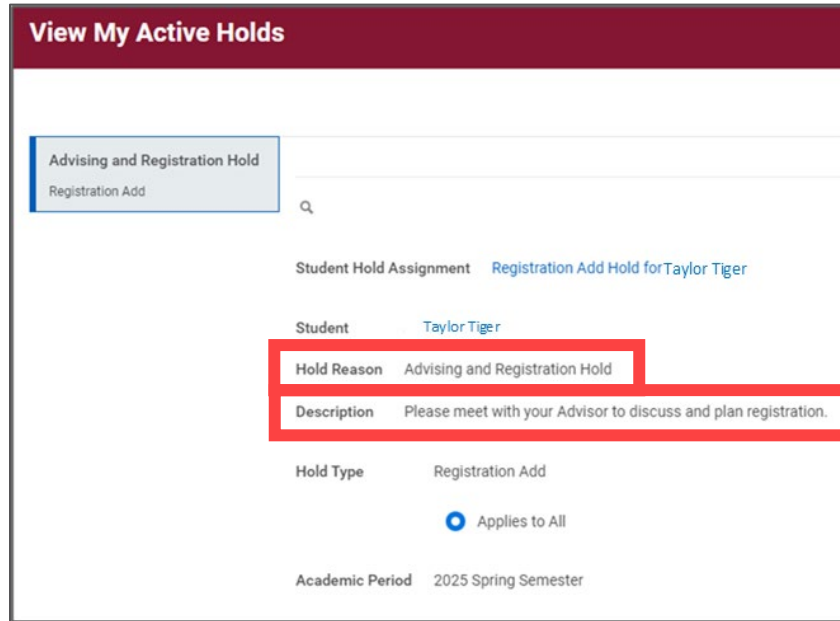 View My Active Holds
Advising and Registration Hold
Registration Add
Student Hold Assignment Registration Add Hold for Taylor Tiger
Student Taylor Tiger
Hold Reason Advising and Registration Hold
Description Please meet with your Advisor to discuss and plan registration.
Hold Type Registration Add
Applies to All
Academic Period 2025 Spring Semester